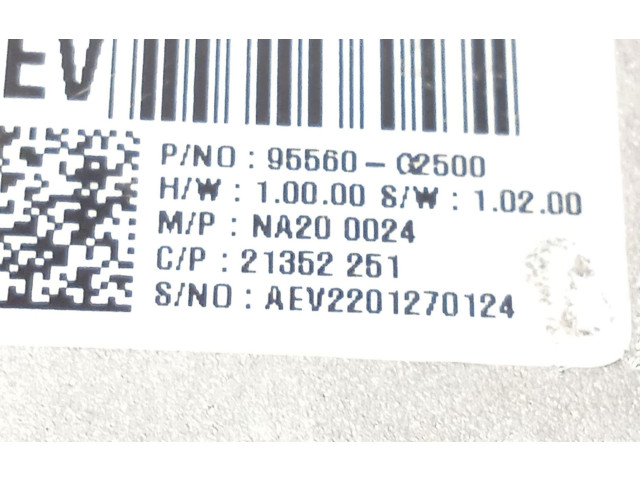 EV
P/NO : 95560-G2500
H/W : 1.00.00 S/W : 1.02.00
M/P : NA20 0024
C/P : 21352 251
S/NO : AEV2201270124